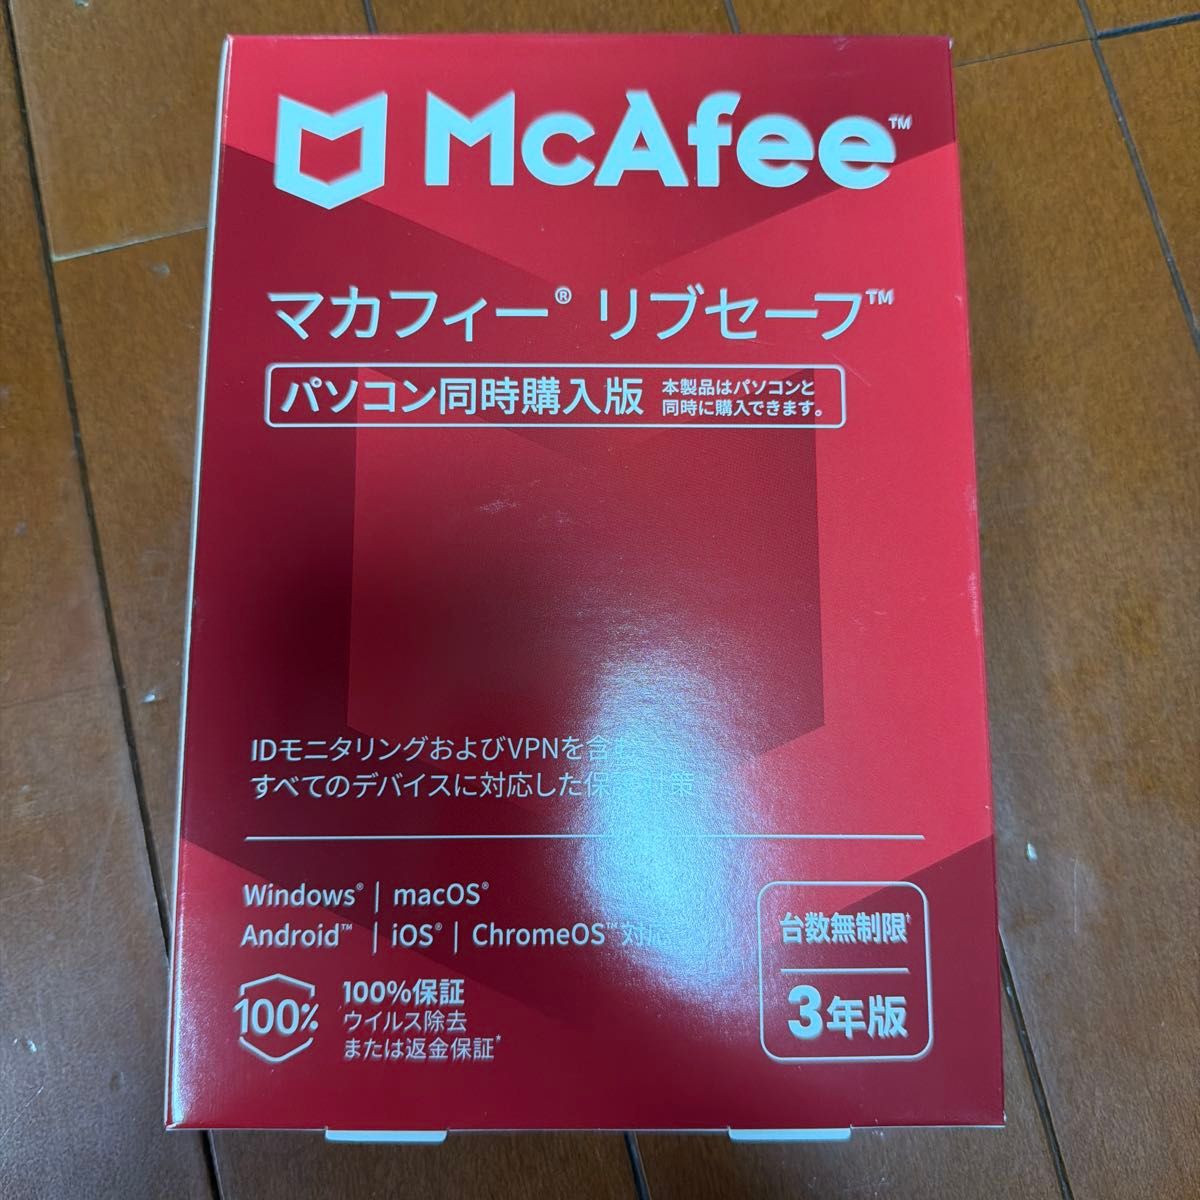 McAfee™
マカフィー® リブセーフ™
パソコン同時購入版 本製品はパソコンと
同時に購入できます。
IDモニタリングおよびVPNを含
すべてのデバイスに対応した保 策
Windows® | macOS®
Android™ | iOS® | ChromeOS™ 対応
台数無制限†
3年版
100%
100%保証
ウイルス除去
または返金保証*